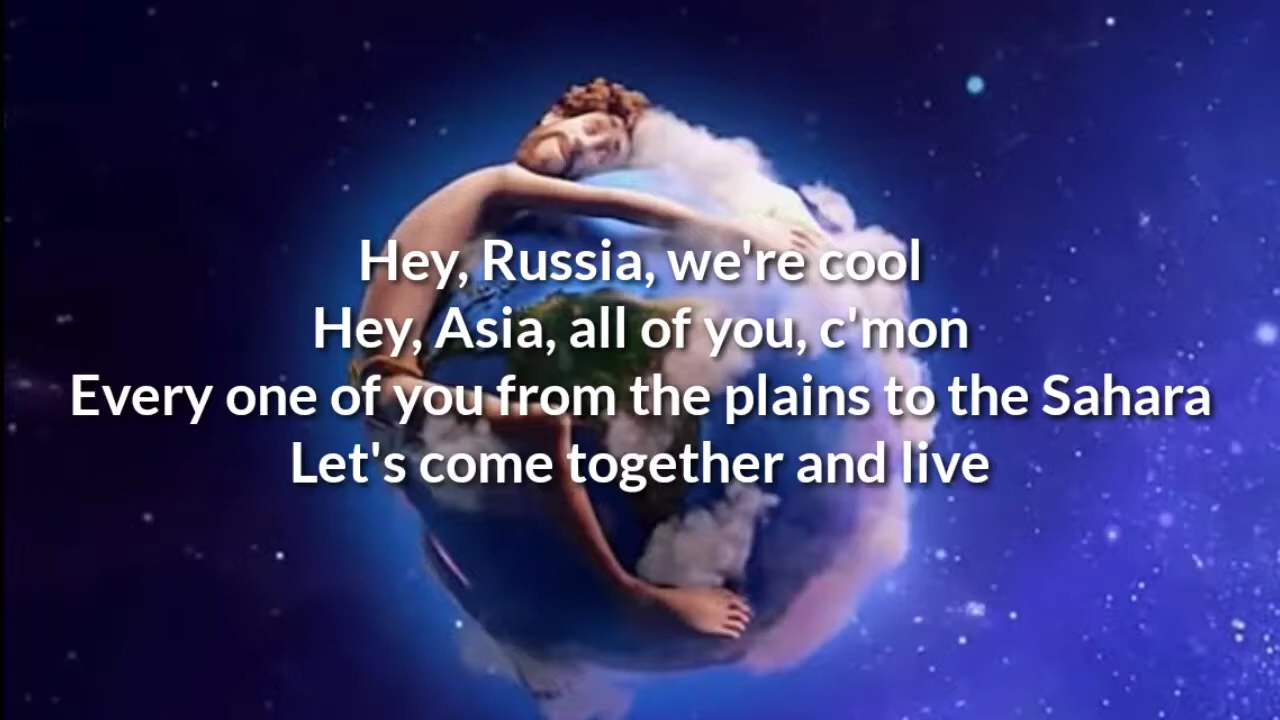 Hey, Russia, we're cool
Hey, Asia, all of you, c'mon
Every one of you from the plains to the Sahara
Let's come together and live